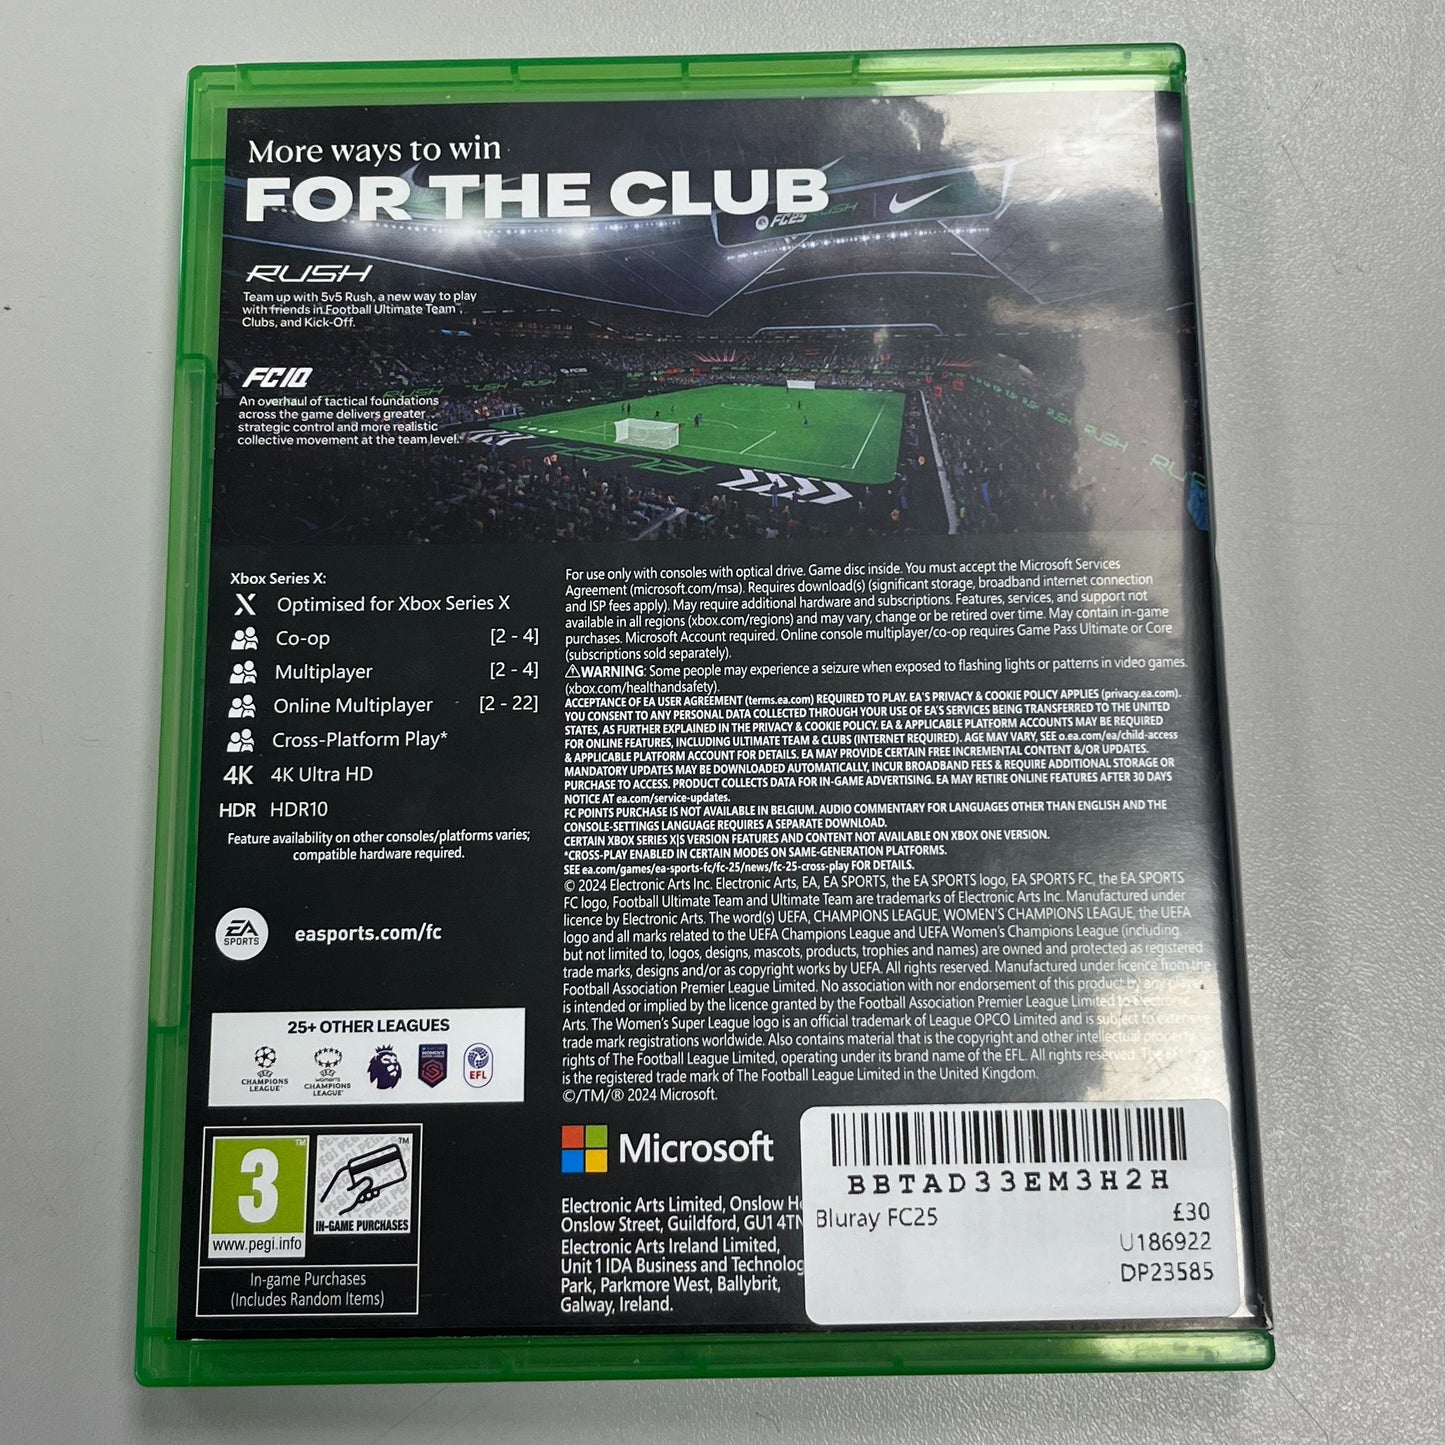 More ways to win
FOR THE CLUB
FC25 RUSH
RUSH
Team up with 5v5 Rush, a new way to play
with friends in Football Ultimate Team™,
Clubs, and Kick-Off.
FC IQ
An overhaul of tactical foundations
across the game delivers greater
strategic control and more realistic
collective movement at the team level.
RUSH RUSH RUSH FC25 RUSH RUSH RUSH RUSH
RUSH
Xbox Series X:
X Optimised for Xbox Series X
Co-op [2 - 4]
Multiplayer [2 - 4]
Online Multiplayer [2 - 22]
Cross-Platform Play*
4K 4K Ultra HD
HDR HDR10
Feature availability on other consoles/platforms varies;
compatible hardware required.
EA
SPORTS
easports.com/fc
25+ OTHER LEAGUES
UEFA
CHAMPIONS
LEAGUE
UEFA
WOMEN'S
CHAMPIONS
LEAGUE
WOMEN'S
EFL
3
™
www.pegi.info
™
IN-GAME PURCHASES
In-game Purchases
(Includes Random Items)
For use only with consoles with optical drive. Game disc inside. You must accept the Microsoft Services
Agreement (microsoft.com/msa). Requires download(s) (significant storage, broadband internet connection
and ISP fees apply). May require additional hardware and subscriptions. Features, services, and support not
available in all regions (xbox.com/regions) and may vary, change or be retired over time. May contain in-game
purchases. Microsoft Account required. Online console multiplayer/co-op requires Game Pass Ultimate or Core
(subscriptions sold separately).
⚠WARNING: Some people may experience a seizure when exposed to flashing lights or patterns in video games.
(xbox.com/healthandsafety).
ACCEPTANCE OF EA USER AGREEMENT (terms.ea.com) REQUIRED TO PLAY. EA'S PRIVACY & COOKIE POLICY APPLIES (privacy.ea.com).
YOU CONSENT TO ANY PERSONAL DATA COLLECTED THROUGH YOUR USE OF EA'S SERVICES BEING TRANSFERRED TO THE UNITED
STATES, AS FURTHER EXPLAINED IN THE PRIVACY & COOKIE POLICY. EA & APPLICABLE PLATFORM ACCOUNTS MAY BE REQUIRED
FOR ONLINE FEATURES, INCLUDING ULTIMATE TEAM & CLUBS (INTERNET REQUIRED). AGE MAY VARY, SEE o.ea.com/ea/child-access
& APPLICABLE PLATFORM ACCOUNT FOR DETAILS. EA MAY PROVIDE CERTAIN FREE INCREMENTAL CONTENT &/OR UPDATES.
MANDATORY UPDATES MAY BE DOWNLOADED AUTOMATICALLY, INCUR BROADBAND FEES & REQUIRE ADDITIONAL STORAGE OR
PURCHASE TO ACCESS. PRODUCT COLLECTS DATA FOR IN-GAME ADVERTISING. EA MAY RETIRE ONLINE FEATURES AFTER 30 DAYS
NOTICE AT ea.com/service-updates.
FC POINTS PURCHASE IS NOT AVAILABLE IN BELGIUM. AUDIO COMMENTARY FOR LANGUAGES OTHER THAN ENGLISH AND THE
CONSOLE-SETTINGS LANGUAGE REQUIRES A SEPARATE DOWNLOAD.
CERTAIN XBOX SERIES X|S VERSION FEATURES AND CONTENT NOT AVAILABLE ON XBOX ONE VERSION.
*CROSS-PLAY ENABLED IN CERTAIN MODES ON SAME-GENERATION PLATFORMS.
SEE ea.com/games/ea-sports-fc/fc-25/news/fc-25-cross-play FOR DETAILS.
© 2024 Electronic Arts Inc. Electronic Arts, EA, EA SPORTS, the EA SPORTS logo, EA SPORTS FC, the EA SPORTS
FC logo, Football Ultimate Team and Ultimate Team are trademarks of Electronic Arts Inc. Manufactured under
licence by Electronic Arts. The word(s) UEFA, CHAMPIONS LEAGUE, WOMEN'S CHAMPIONS LEAGUE, the UEFA
logo and all marks related to the UEFA Champions League and UEFA Women's Champions League (including,
but not limited to, logos, designs, mascots, products, trophies and names) are owned and protected as registered
trade marks, designs and/or as copyright works by UEFA. All rights reserved. Manufactured under licence from the
Football Association Premier League Limited. No association with nor endorsement of this product by any player
is intended or implied by the licence granted by the Football Association Premier League Limited to Electronic
Arts. The Women's Super League logo is an official trademark of League OPCO Limited and is subject to extensive
trade mark registrations worldwide. Also contains material that is the copyright and other intellectual property
rights of The Football League Limited, operating under its brand name of the EFL. All rights reserved. The EFL logo
is the registered trade mark of The Football League Limited in the United Kingdom.
©/TM/® 2024 Microsoft.
Microsoft
Electronic Arts Limited, Onslow
Onslow Street, Guildford, GU1 4TN
Electronic Arts Ireland Limited,
Unit 1 IDA Business and Technolog
Park, Parkmore West, Ballybrit,
Galway, Ireland.
BBTAD33EM3H2H
Bluray FC25 £30
U186922
DP23585